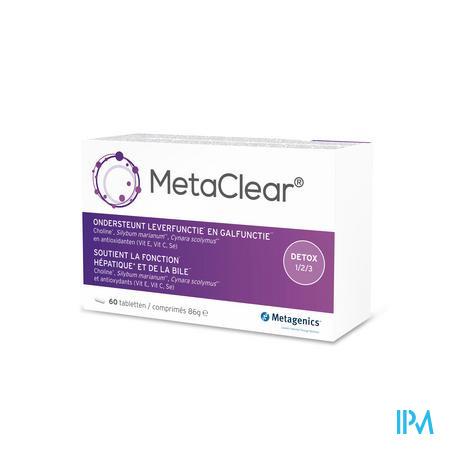 MetaClear®
ONDERSTEUNT LEVERFUNCTIE* EN GALFUNCTIE**
Choline*, Silybum marianum**, Cynara scolymus**
en antioxidanten (Vit E, Vit C, Se)
SOUTIENT LA FONCTION
HÉPATIQUE* ET DE LA BILE**
Choline*, Silybum marianum**, Cynara scolymus**
et antioxydants (Vit E, Vit C, Se)
DETOX
1/2/3
60 tabletten / comprimés 86g ℮
Metagenics
IPM